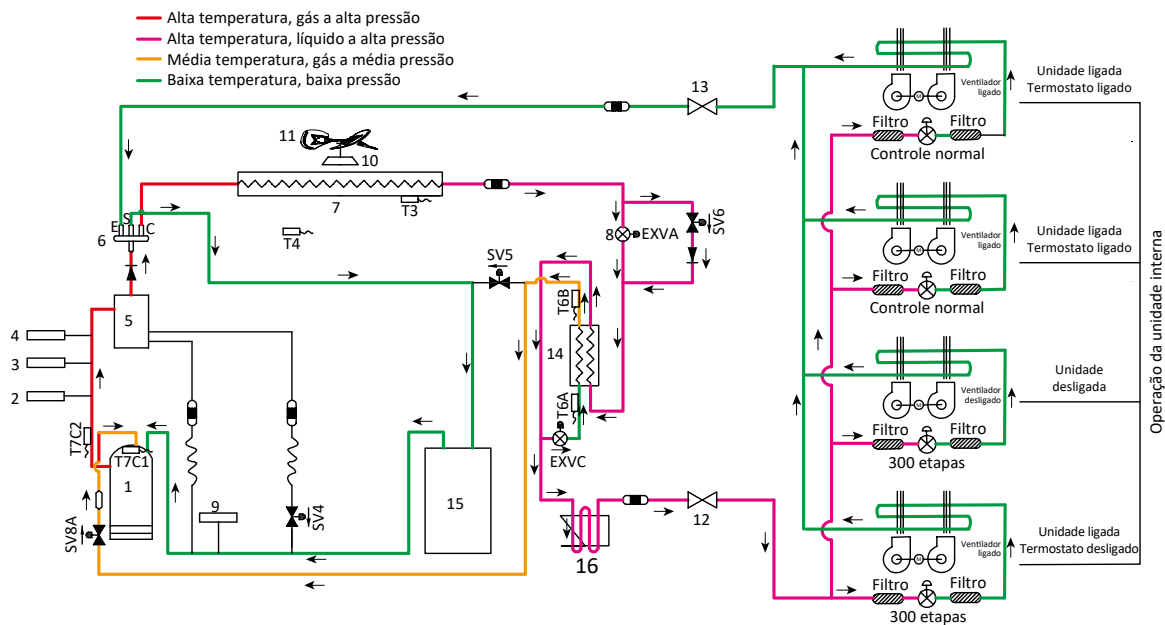 Alta temperatura, gás a alta pressão
Alta temperatura, líquido a alta pressão
Média temperatura, gás a média pressão
Baixa temperatura, baixa pressão
13
11
10
7
T3
T4
E
S
C
6
8
EXVA
SV6
SV5
T6B
14
T6A
EXVC
5
4
3
2
T7C2
T7C1
1
SV8A
9
SV4
15
16
12
M
Ventilador
ligado
Filtro
Filtro
Controle normal
Unidade ligada
Termostato ligado
M
Ventilador
ligado
Filtro
Filtro
Controle normal
Unidade ligada
Termostato ligado
M
Ventilador
desligado
Filtro
Filtro
300 etapas
Unidade
desligada
M
Ventilador
ligado
Filtro
Filtro
300 etapas
Unidade ligada
Termostato desligado
Operação da unidade interna